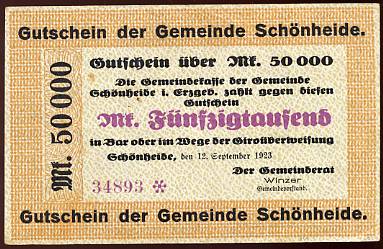 Gutschein der Gemeinde Schönheide.
Mk. 50 000
Gutschein über Mk. 50 000
Die Gemeindekasse der Gemeinde
Schönheide i. Erzgeb. zahlt gegen diesen
Gutschein
Mk. Fünfzigtausend
in Bar oder im Wege der Giroüberweisung
Schönheide, den 12. September 1923
Der Gemeinderat
Winzer
Gemeindevorstand.
34893 *
Gutschein der Gemeinde Schönheide.